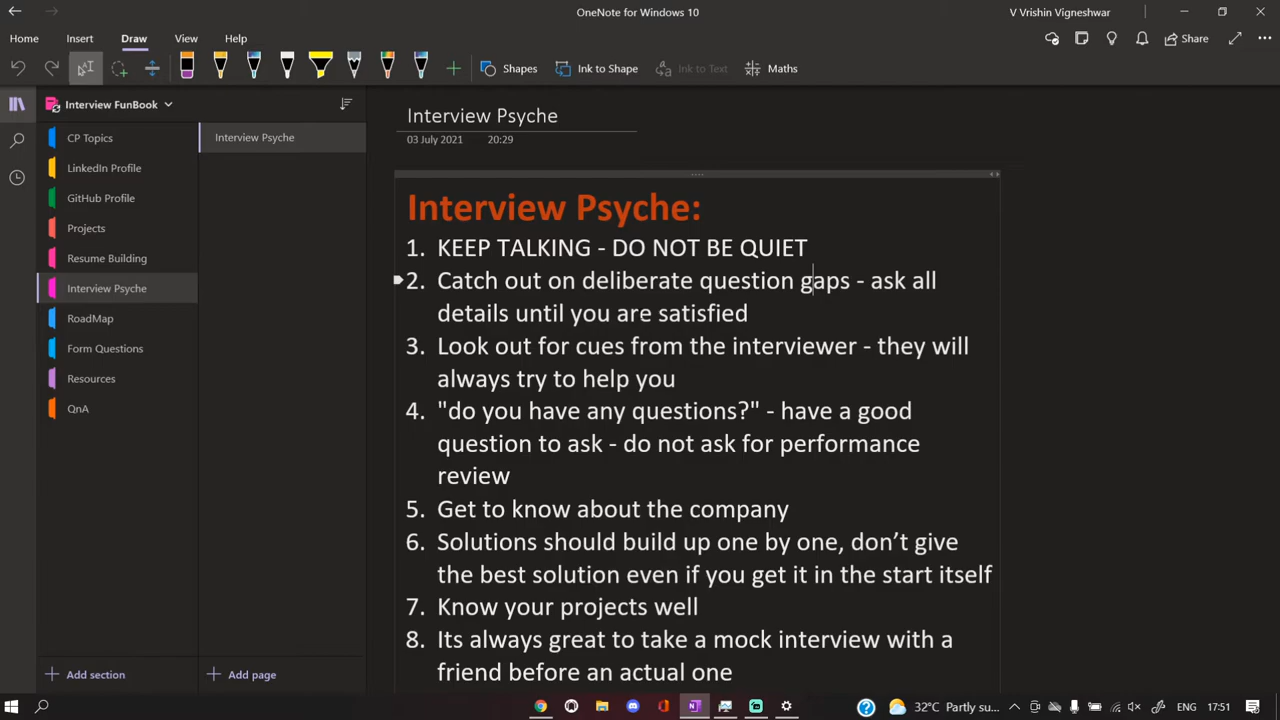 OneNote for Windows 10
V Vrishin Vigneshwar
Home Insert Draw View Help
Share
Shapes
Ink to Shape
Ink to Text
Maths
Interview FunBook
CP Topics
LinkedIn Profile
GitHub Profile
Projects
Resume Building
Interview Psyche
RoadMap
Form Questions
Resources
QnA
Add section
Interview Psyche
Add page
Interview Psyche
03 July 2021 20:29
Interview Psyche:
1. KEEP TALKING - DO NOT BE QUIET
2. Catch out on deliberate question gaps - ask all
details until you are satisfied
3. Look out for cues from the interviewer - they will
always try to help you
4. "do you have any questions?" - have a good
question to ask - do not ask for performance
review
5. Get to know about the company
6. Solutions should build up one by one, don’t give
the best solution even if you get it in the start itself
7. Know your projects well
8. Its always great to take a mock interview with a
friend before an actual one
32°C Partly su... ENG 17:51